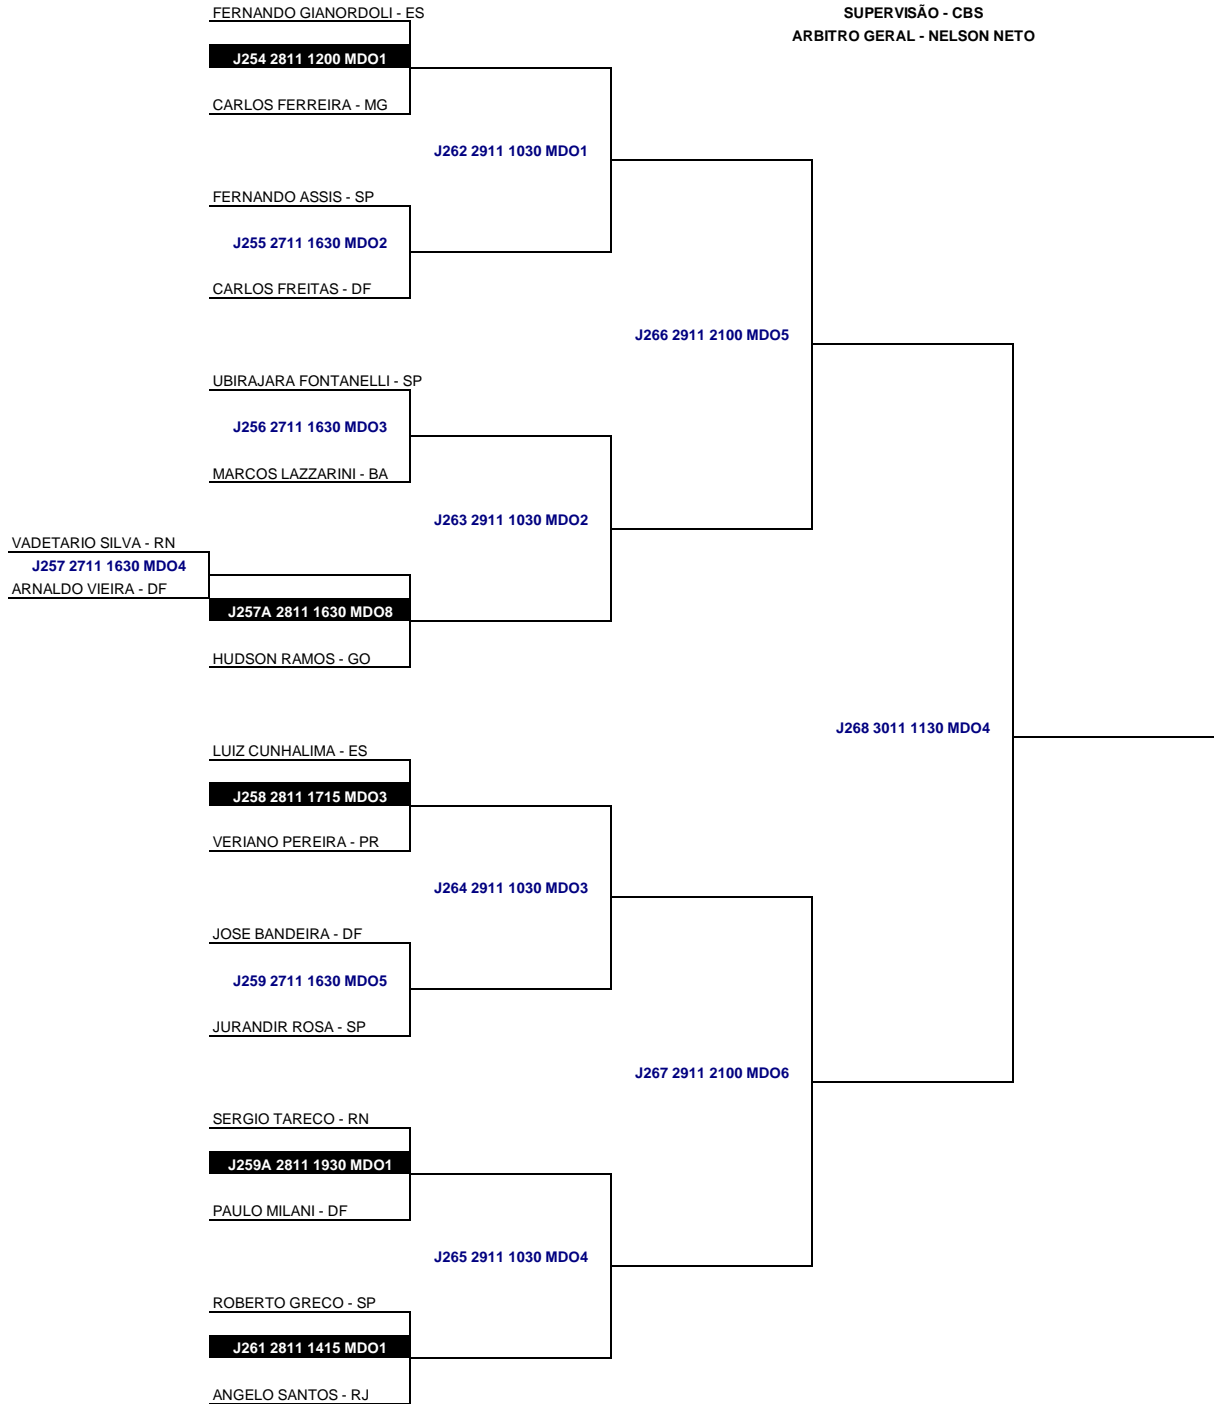 FERNANDO GIANORDOLI - ES
SUPERVISÃO - CBS
ARBITRO GERAL - NELSON NETO
J254 2811 1200 MDO1
CARLOS FERREIRA - MG
J262 2911 1030 MDO1
FERNANDO ASSIS - SP
J255 2711 1630 MDO2
CARLOS FREITAS - DF
J266 2911 2100 MDO5
UBIRAJARA FONTANELLI - SP
J256 2711 1630 MDO3
MARCOS LAZZARINI - BA
J263 2911 1030 MDO2
VADETARIO SILVA - RN
J257 2711 1630 MDO4
ARNALDO VIEIRA - DF
J257A 2811 1630 MDO8
HUDSON RAMOS - GO
J268 3011 1130 MDO4
LUIZ CUNHALIMA - ES
J258 2811 1715 MDO3
VERIANO PEREIRA - PR
J264 2911 1030 MDO3
JOSE BANDEIRA - DF
J259 2711 1630 MDO5
JURANDIR ROSA - SP
J267 2911 2100 MDO6
SERGIO TARECO - RN
J259A 2811 1930 MDO1
PAULO MILANI - DF
J265 2911 1030 MDO4
ROBERTO GRECO - SP
J261 2811 1415 MDO1
ANGELO SANTOS - RJ